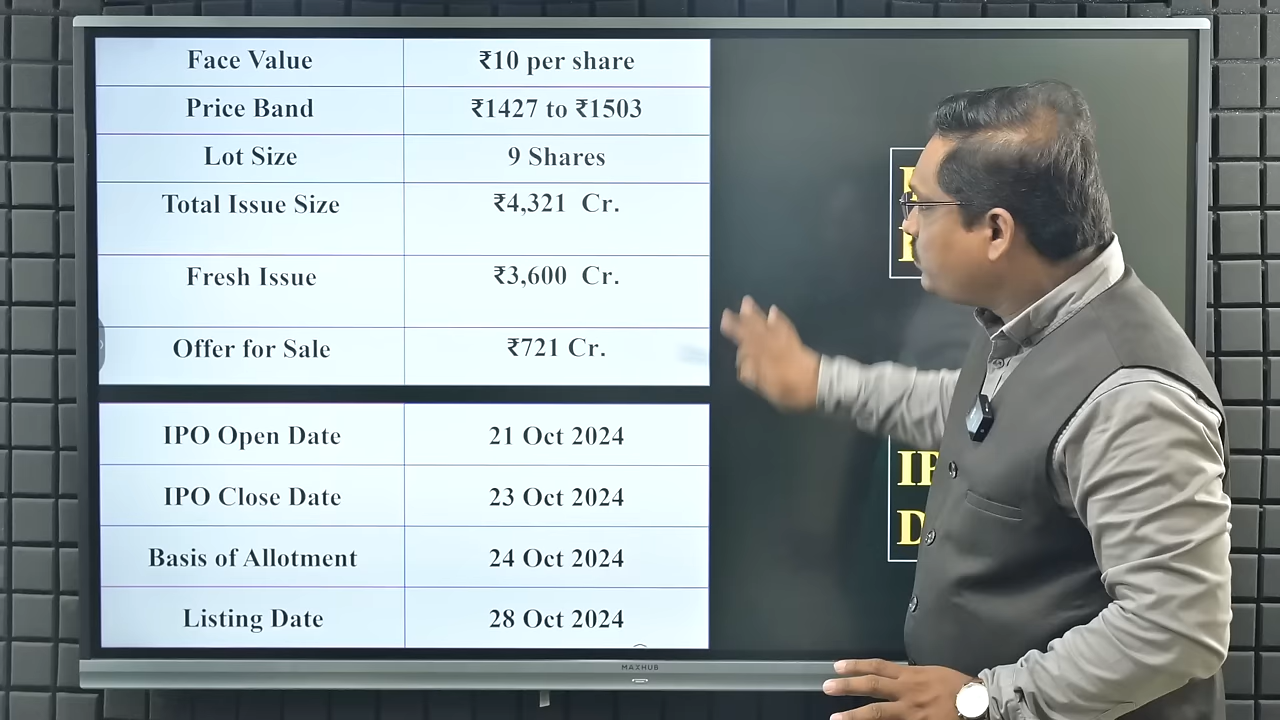 Face Value ₹10 per share
Price Band ₹1427 to ₹1503
Lot Size 9 Shares
Total Issue Size ₹4,321 Cr.
Fresh Issue ₹3,600 Cr.
Offer for Sale ₹721 Cr.
IPO Open Date 21 Oct 2024
IPO Close Date 23 Oct 2024
Basis of Allotment 24 Oct 2024
Listing Date 28 Oct 2024
MAXHUB